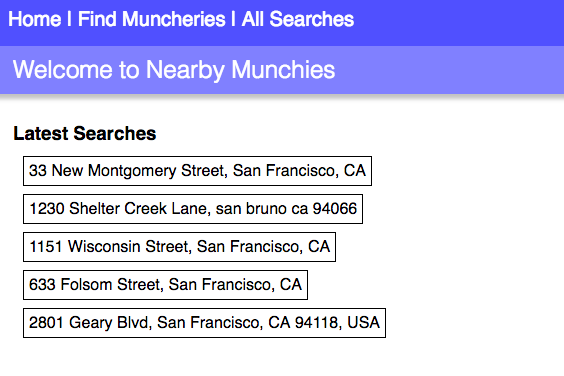 Home | Find Muncheries | All Searches
Welcome to Nearby Munchies
Latest Searches
33 New Montgomery Street, San Francisco, CA
1230 Shelter Creek Lane, san bruno ca 94066
1151 Wisconsin Street, San Francisco, CA
633 Folsom Street, San Francisco, CA
2801 Geary Blvd, San Francisco, CA 94118, USA